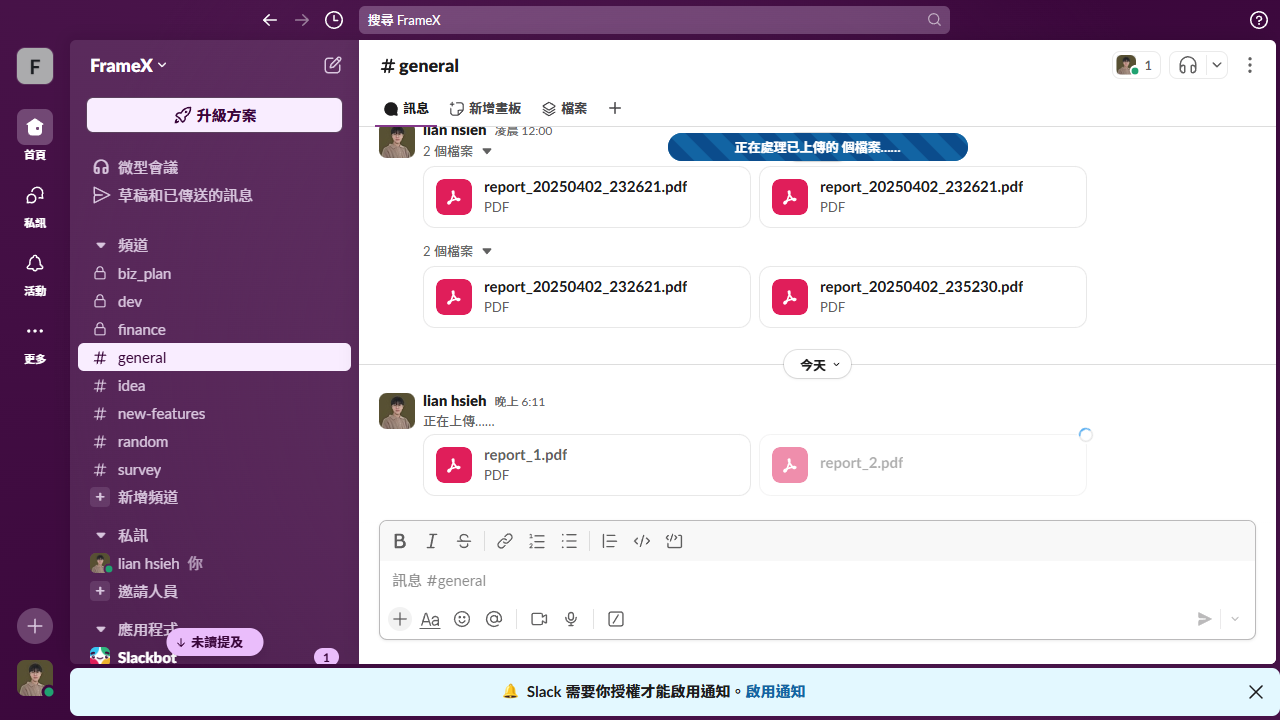 搜尋 FrameX
F
FrameX
# general
1
升級方案
訊息
新增畫板
檔案
首頁
私訊
活動
更多
微型會議
草稿和已傳送的訊息
頻道
biz_plan
dev
finance
# general
# idea
# new-features
# random
# survey
新增頻道
私訊
lian hsieh 你
邀請人員
應用程式
未讀提及
Slackbot
1
lian hsieh 凌晨 12:00
正在處理已上傳的 個檔案......
2 個檔案
report_20250402_232621.pdf
PDF
report_20250402_232621.pdf
PDF
2 個檔案
report_20250402_232621.pdf
PDF
report_20250402_235230.pdf
PDF
今天
lian hsieh 晚上 6:11
正在上傳......
report_1.pdf
PDF
report_2.pdf
訊息 #general
Aa
Slack 需要你授權才能啟用通知。啟用通知